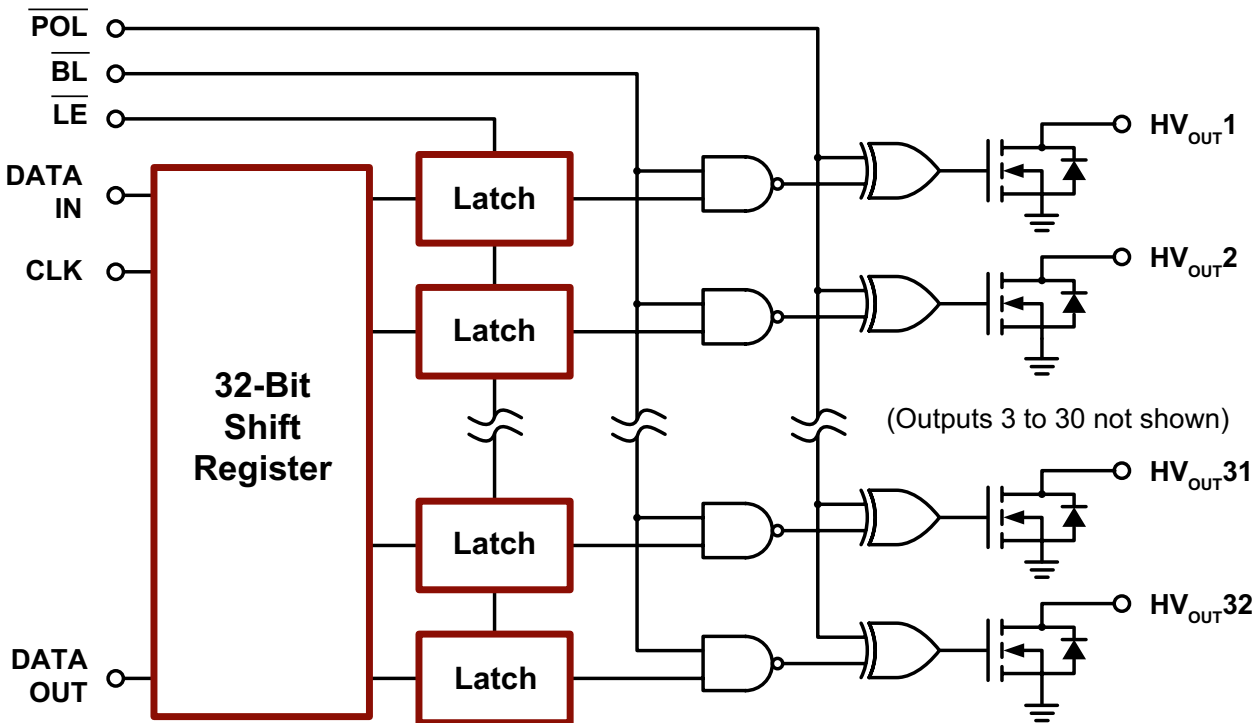 POL
BL
LE
DATA
IN
CLK
32-Bit
Shift
Register
DATA
OUT
Latch
Latch
Latch
Latch
HVOUT1
HVOUT2
(Outputs 3 to 30 not shown)
HVOUT31
HVOUT32